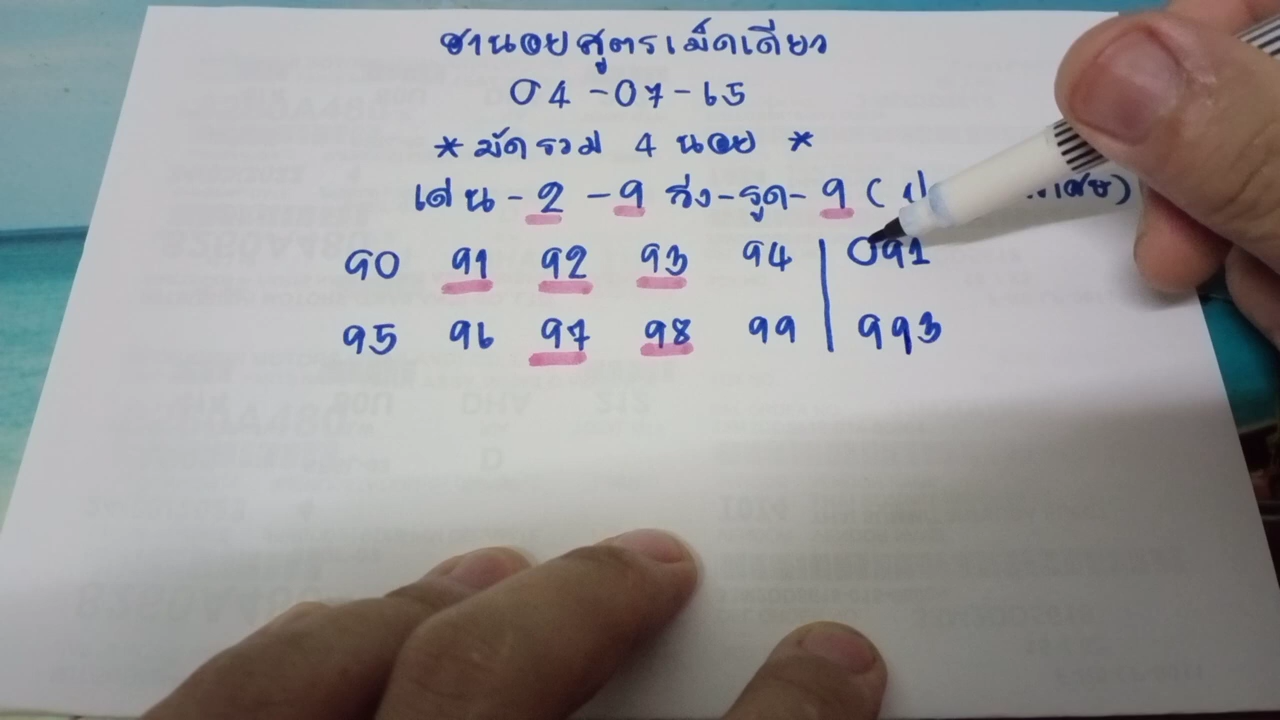 ฮานอยสูตรเม็ดเดียว
04-07-65
*มัดรวม 4 นอย*
เด่น-2-9 วิ่ง-รูด-9 (
90 91 92 93 94 | 091
95 96 97 98 99 | 993